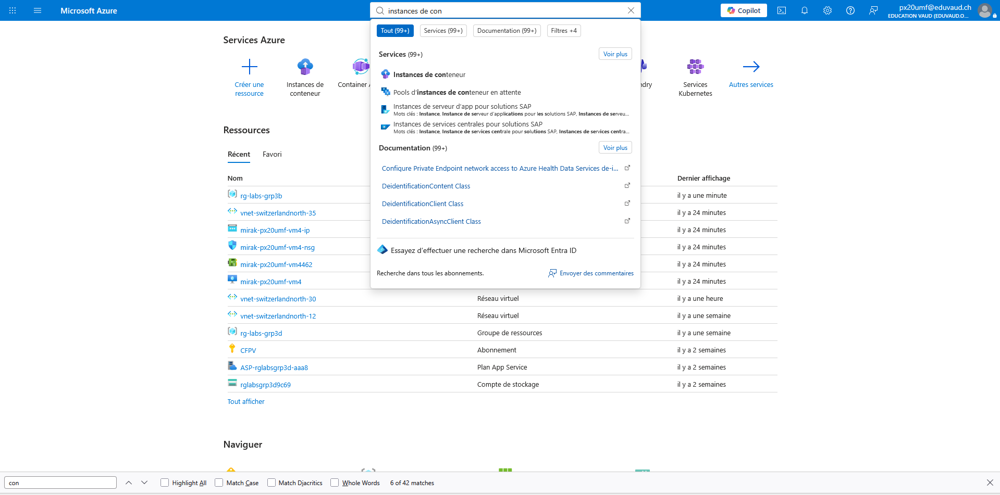 Microsoft Azure
instances de con
Copilot
px20umf@eduvaud.ch
EDUCATION VAUD (EDUVAUD.O...
Tout (99+)
Services (99+)
Documentation (99+)
Filtres +4
Services Azure
Créer une
ressource
Instances de
conteneur
Container
Services
Kubernetes
Autres services
Services (99+)
Voir plus
Instances de conteneur
Pools d'instances de conteneur en attente
Instances de serveur d'app pour solutions SAP
Mots clés : Instance, Instance de serveur d'applications pour les solutions SAP, Instances de serveu...
Instances de services centrales pour solutions SAP
Mots clés : Instance, Instance de services centrale pour solutions SAP, Instances de services centra...
Documentation (99+)
Voir plus
Configure Private Endpoint network access to Azure Health Data Services de-i...
DeidentificationContent Class
DeidentificationClient Class
DeidentificationAsyncClient Class
Essayez d'effectuer une recherche dans Microsoft Entra ID
Recherche dans tous les abonnements.
Envoyer des commentaires
Ressources
Récent
Favori
Nom
Dernier affichage
rg-labs-grp3b
il y a une minute
vnet-switzerlandnorth-35
il y a 24 minutes
mirak-px20umf-vm4-ip
il y a 24 minutes
mirak-px20umf-vm4-nsg
il y a 24 minutes
mirak-px20umf-vm4462
il y a 24 minutes
mirak-px20umf-vm4
il y a 24 minutes
vnet-switzerlandnorth-30
Réseau virtuel
il y a une heure
vnet-switzerlandnorth-12
Réseau virtuel
il y a une semaine
rg-labs-grp3d
Groupe de ressources
il y a une semaine
CFPV
Abonnement
il y a 2 semaines
ASP-rglabsgrp3d-aaa8
Plan App Service
il y a 2 semaines
rglabsgrp3d9c69
Compte de stockage
il y a 2 semaines
Tout afficher
Naviguer
con
Highlight All
Match Case
Match Diacritics
Whole Words
6 of 42 matches